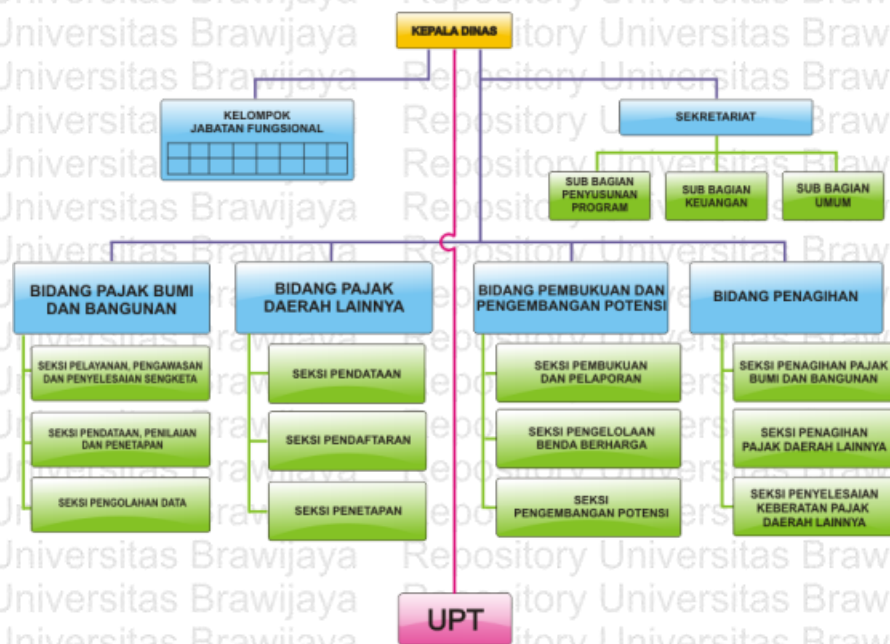 KEPALA DINAS
KELOMPOK
JABATAN FUNGSIONAL
SEKRETARIAT
SUB BAGIAN
PENYUSUNAN
PROGRAM
SUB BAGIAN
KEUANGAN
SUB BAGIAN
UMUM
BIDANG PAJAK BUMI
DAN BANGUNAN
SEKSI PELAYANAN, PENGAWASAN
DAN PENYELESAIAN SENGKETA
SEKSI PENDATAAN, PENILAIAN
DAN PENETAPAN
SEKSI PENGOLAHAN DATA
BIDANG PAJAK
DAERAH LAINNYA
SEKSI PENDATAAN
SEKSI PENDAFTARAN
SEKSI PENETAPAN
BIDANG PEMBUKUAN DAN
PENGEMBANGAN POTENSI
SEKSI PEMBUKUAN
DAN PELAPORAN
SEKSI PENGELOLAAN
BENDA BERHARGA
SEKSI
PENGEMBANGAN POTENSI
BIDANG PENAGIHAN
SEKSI PENAGIHAN PAJAK
BUMI DAN BANGUNAN
SEKSI PENAGIHAN
PAJAK DAERAH LAINNYA
SEKSI PENYELESAIAN
KEBERATAN PAJAK
DAERAH LAINNYA
UPT
Universitas Brawijaya
Repository Universitas Braw